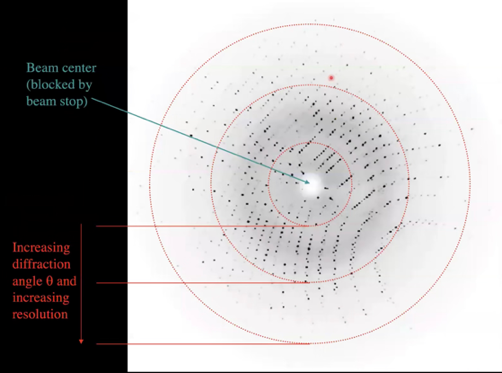 Beam center
(blocked by
beam stop)
Increasing
diffraction
angle θ and
increasing
resolution